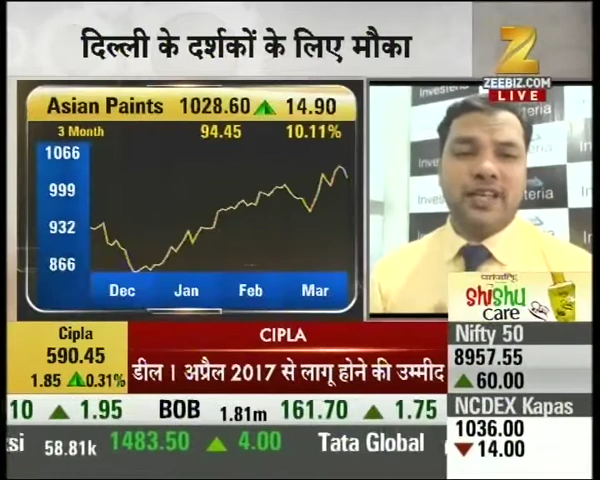 दिल्ली के दर्शकों के लिए मौका
ZEEBIZ.COM
LIVE
Asian Paints 1028.60 14.90
3 Month 94.45 10.11%
1066
999
932
866
Dec Jan Feb Mar
Shishu
Care
Cipla
590.45
1.85 0.31%
CIPLA
डील । अप्रैल 2017 से लागू होने की उम्मीद
Nifty 50
8957.55
60.00
10 1.95 BOB 1.81m 161.70 1.75
NCDEX Kapas
1036.00
14.00
si 58.81k 1483.50 4.00 Tata Global